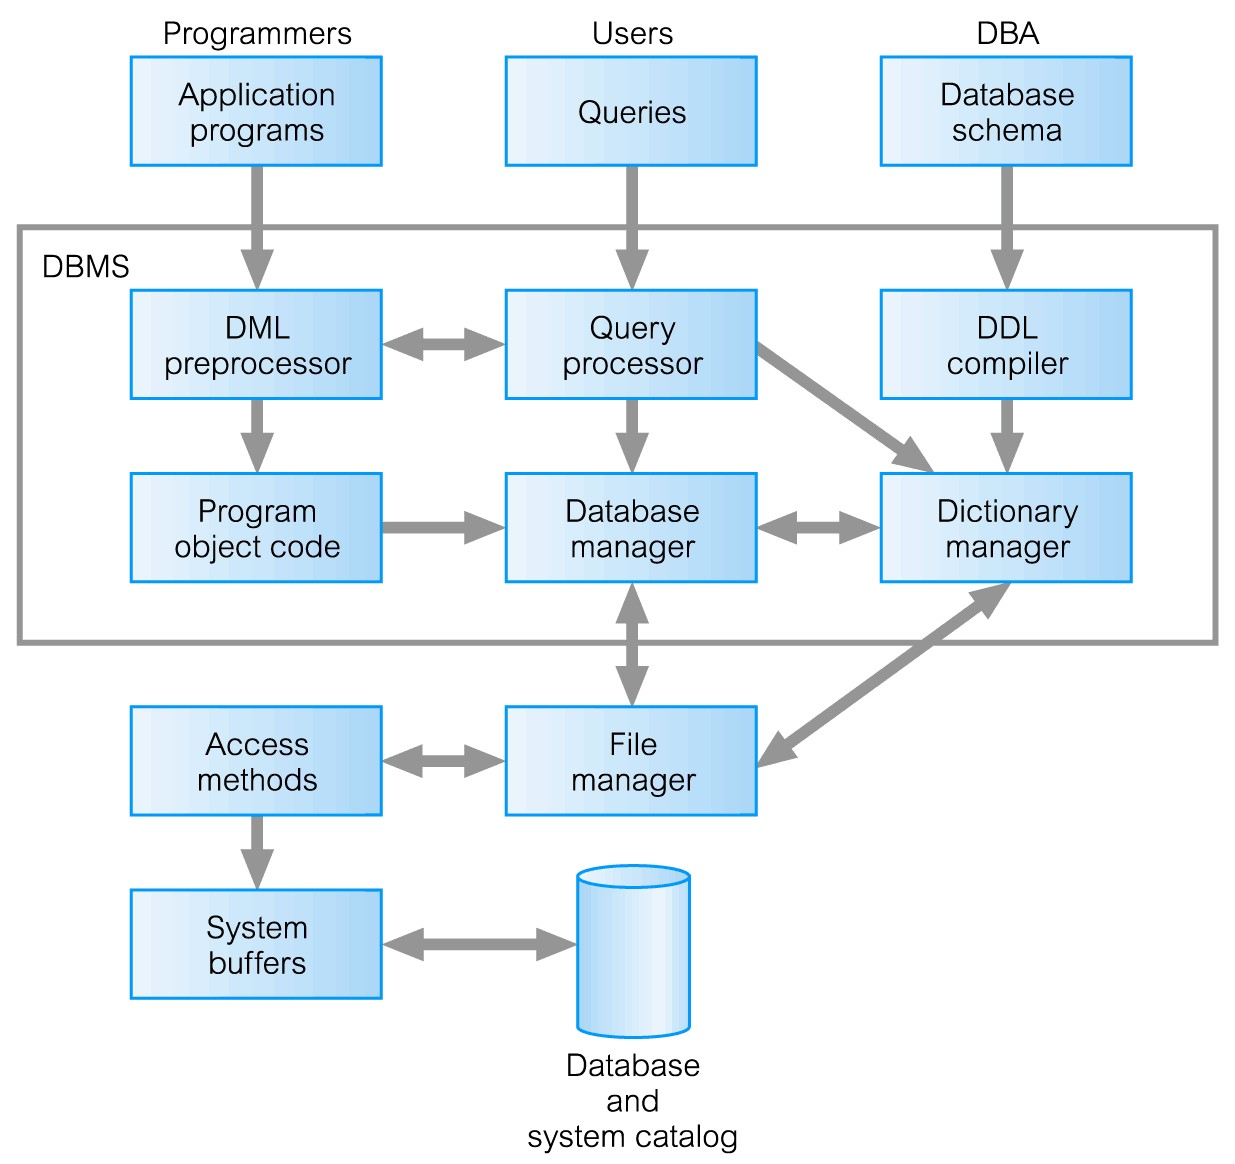 Programmers
Users
DBA
Application
programs
Queries
Database
schema
DBMS
DML
preprocessor
Query
processor
DDL
compiler
Program
object code
Database
manager
Dictionary
manager
Access
methods
File
manager
System
buffers
Database
and
system catalog